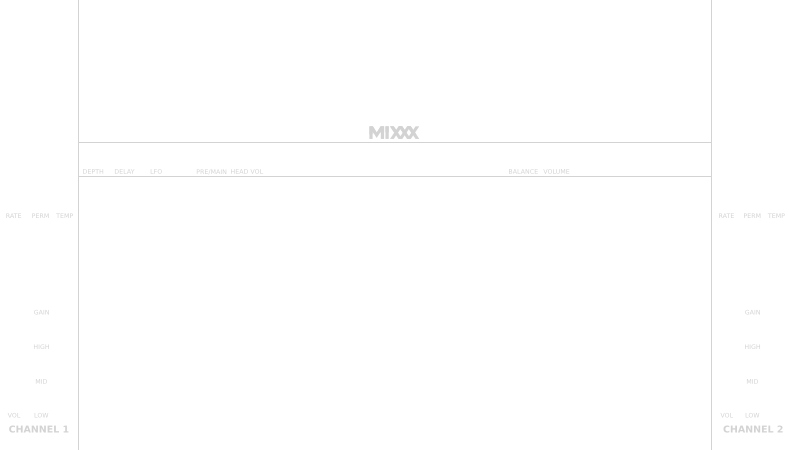 MIXXX
DEPTH DELAY LFO PRE/MAIN HEAD VOL BALANCE VOLUME
RATE PERM TEMP RATE PERM TEMP
GAIN GAIN
HIGH HIGH
MID MID
VOL LOW VOL LOW
CHANNEL 1 CHANNEL 2